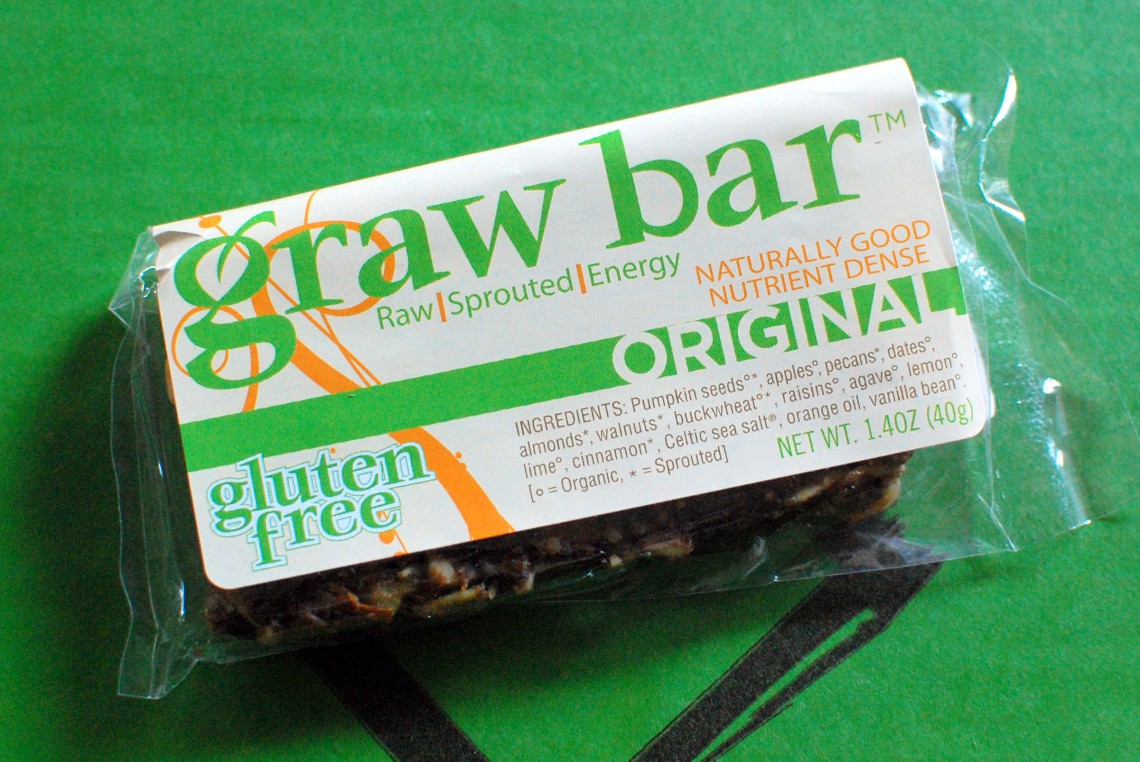 graw bar™
Raw|Sprouted|Energy
NATURALLY GOOD
NUTRIENT DENSE
ORIGINAL
INGREDIENTS: Pumpkin seeds°*, apples°, pecans*, dates°,
almonds*, walnuts*, buckwheat°*, raisins°, agave°, lemon°,
lime°, cinnamon*, Celtic sea salt®, orange oil, vanilla bean°.
[° = Organic, * = Sprouted]
NET WT. 1.4OZ (40g)
gluten
free